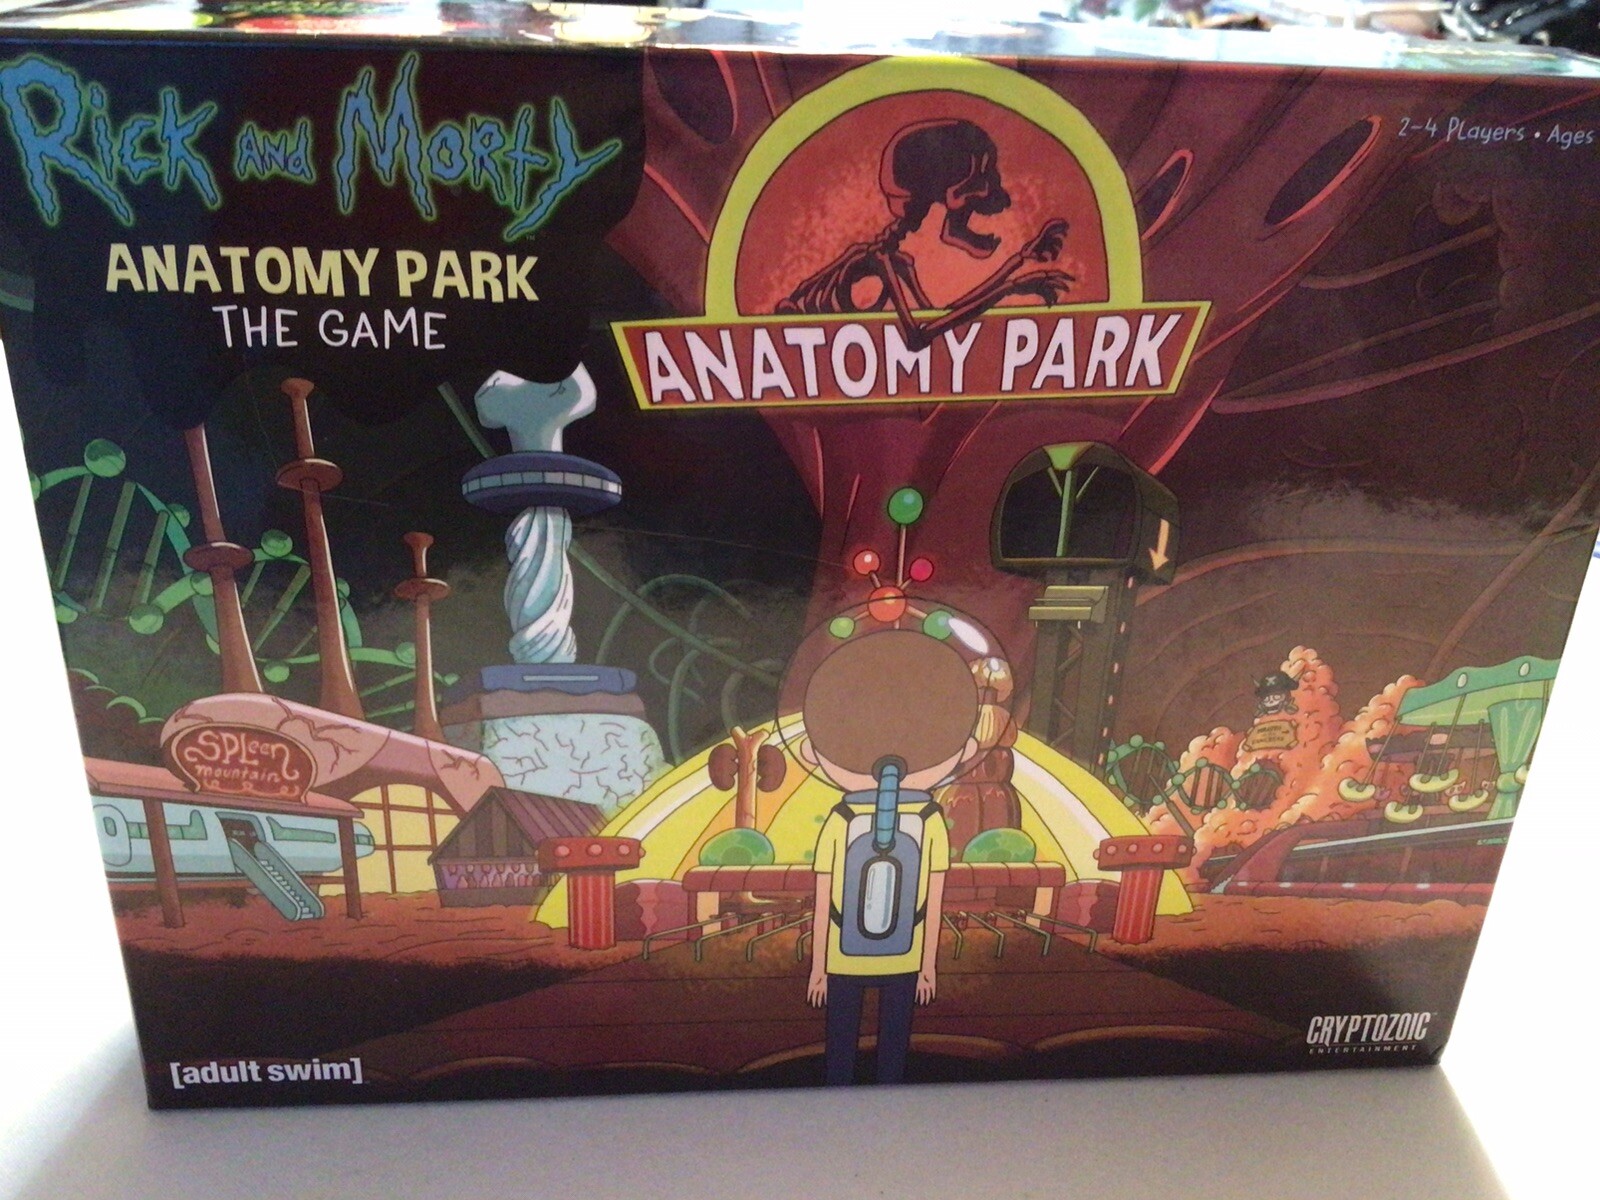 Rick and Morty
ANATOMY PARK
THE GAME
ANATOMY PARK
2-4 Players • Ages
SPLeen
mountain
[adult swim]
CRYPTOZOIC
ENTERTAINMENT